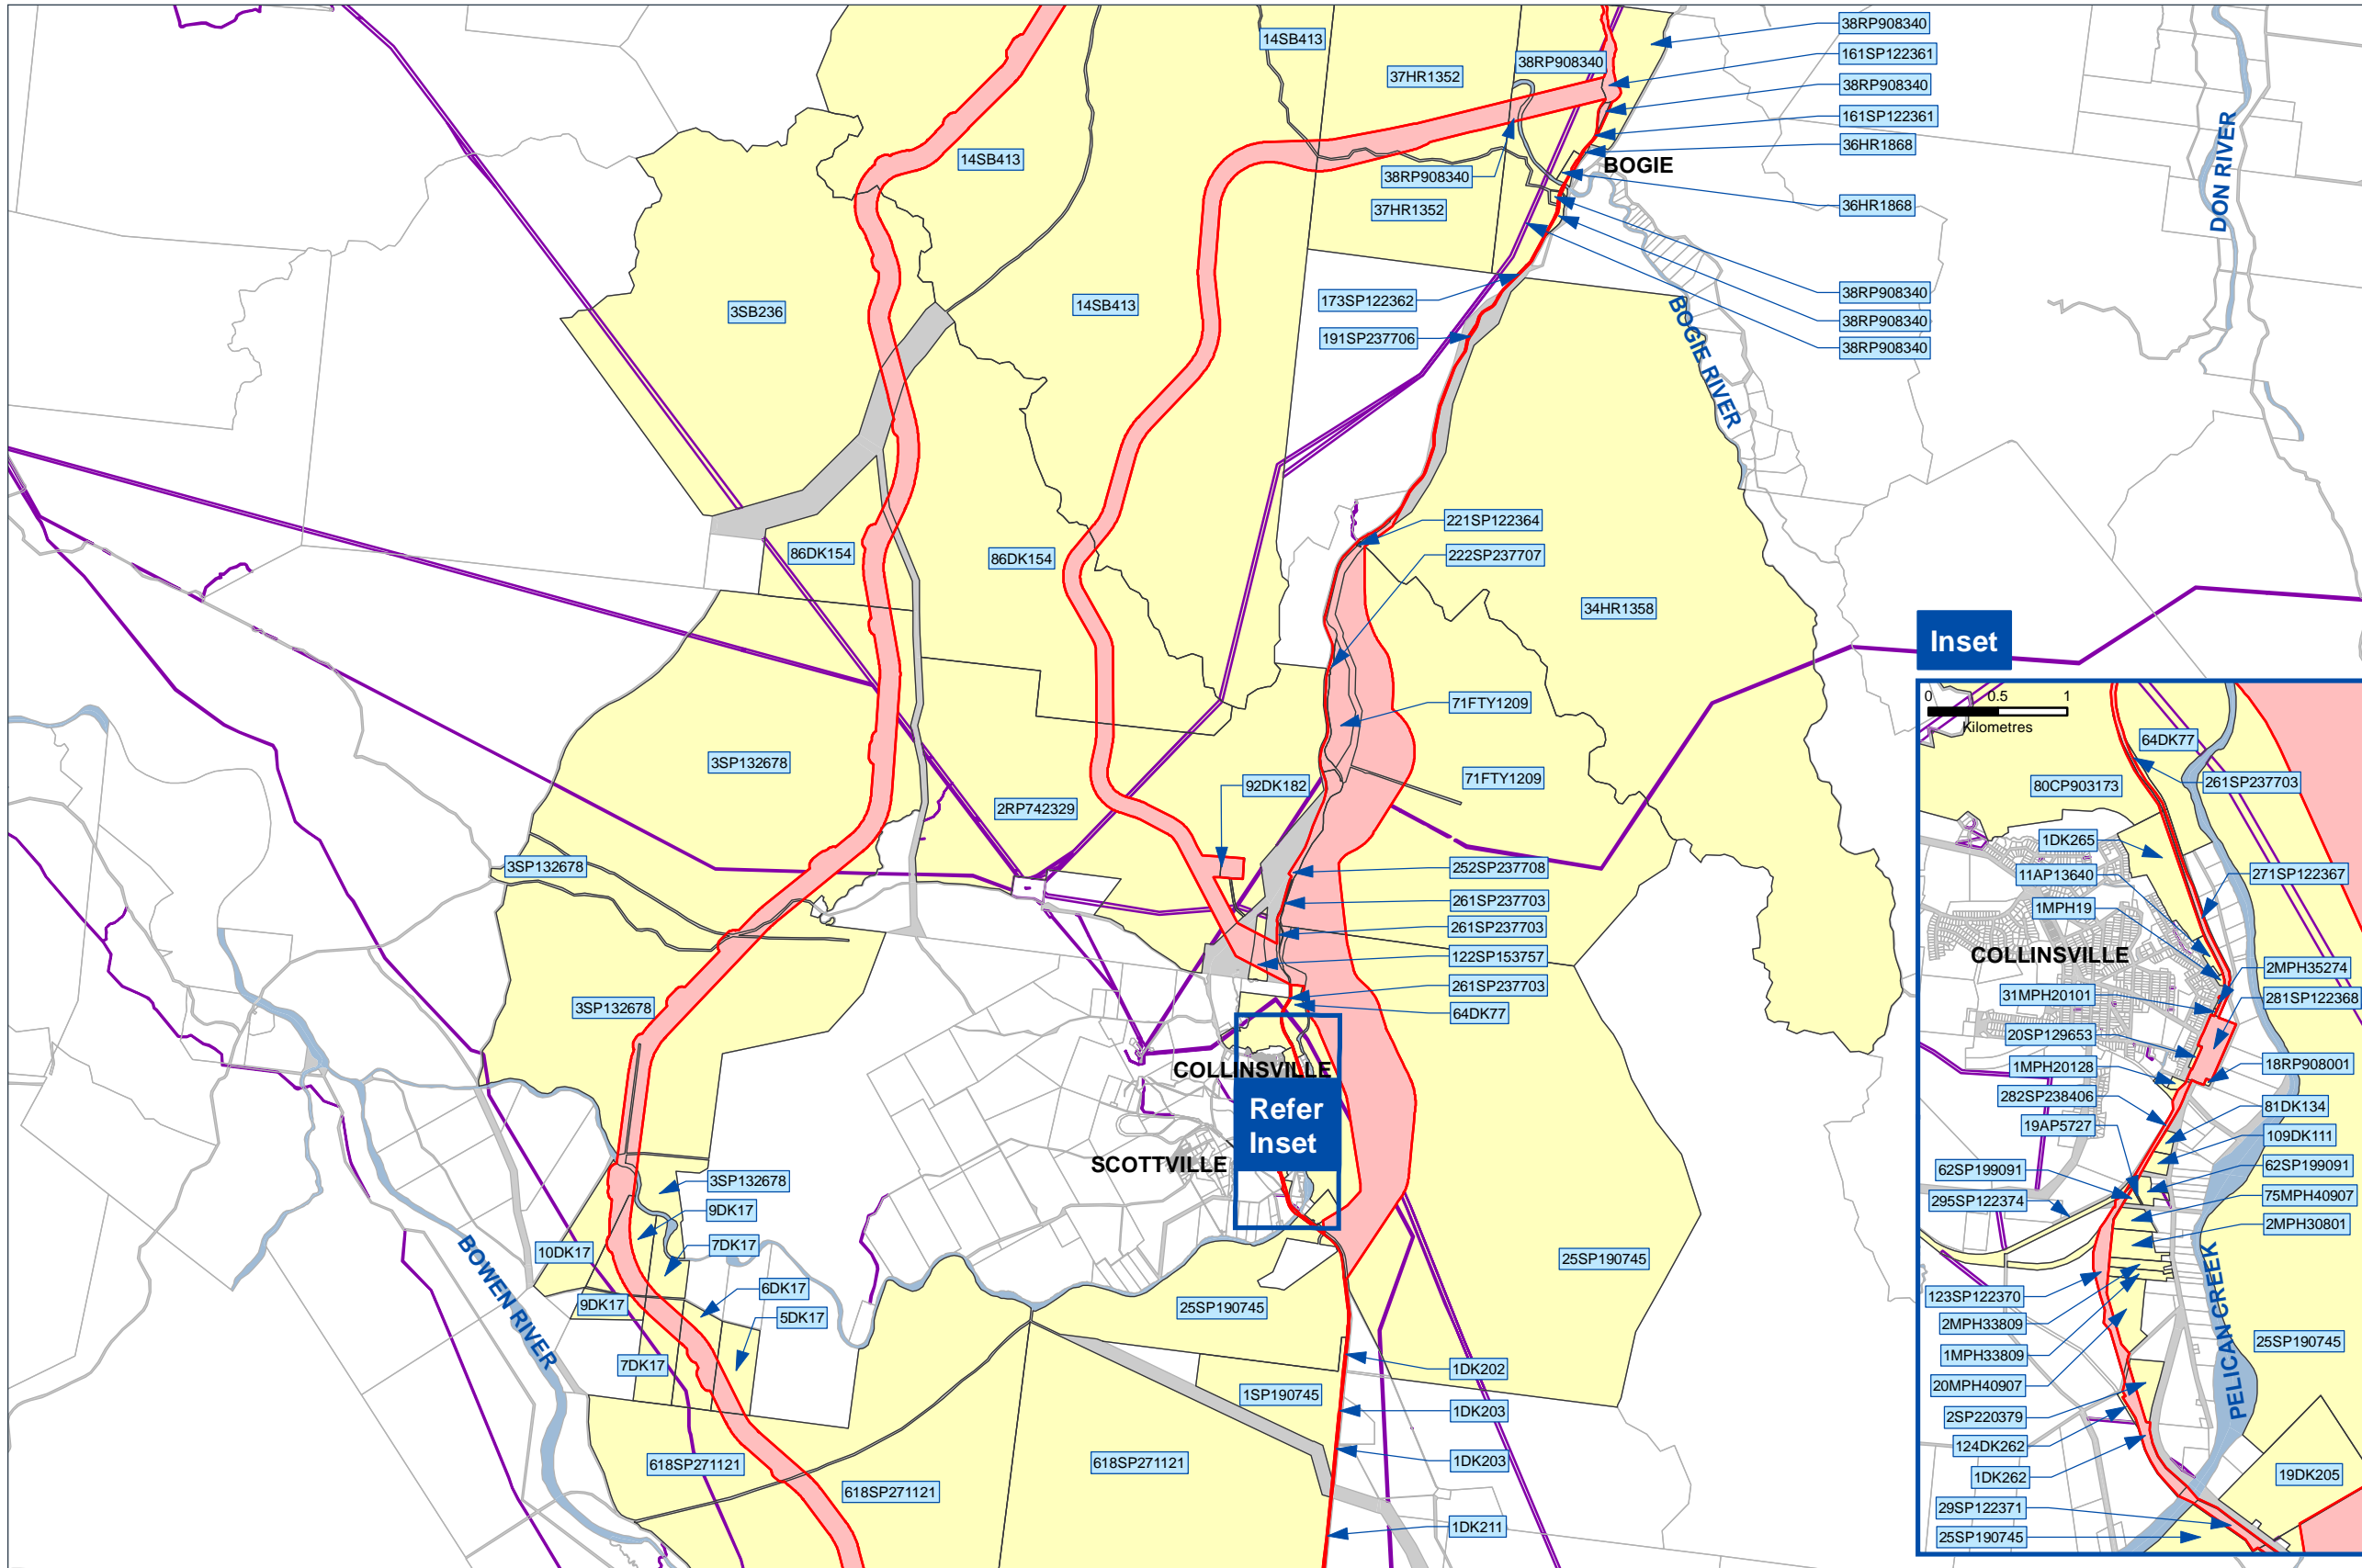 14SB413
38RP908340
161SP122361
38RP908340
161SP122361
36HR1868
36HR1868
38RP908340
37HR1352
BOGIE
14SB413
38RP908340
37HR1352
DON RIVER
38RP908340
38RP908340
38RP908340
173SP122362
191SP237706
3SB236
14SB413
BOGIE RIVER
221SP122364
222SP237707
86DK154
86DK154
34HR1358
71FTY1209
71FTY1209
3SP132678
92DK182
2RP742329
3SP132678
252SP237708
261SP237703
261SP237703
122SP153757
261SP237703
64DK77
3SP132678
COLLINSVILLE
Refer
Inset
SCOTTVILLE
3SP132678
9DK17
7DK17
10DK17
6DK17
5DK17
9DK17
7DK17
BOWEN RIVER
25SP190745
25SP190745
1DK202
1SP190745
1DK203
1DK203
1DK211
618SP271121
618SP271121
618SP271121
Inset
0 0.5 1
Kilometres
64DK77
80CP903173
261SP237703
1DK265
11AP13640
271SP122367
1MPH19
COLLINSVILLE
2MPH35274
31MPH20101
281SP122368
20SP129653
1MPH20128
18RP908001
282SP238406
81DK134
19AP5727
109DK111
62SP199091
62SP199091
295SP122374
75MPH40907
2MPH30801
123SP122370
2MPH33809
1MPH33809
20MPH40907
PELICAN CREEK
25SP190745
2SP220379
124DK262
1DK262
19DK205
29SP122371
25SP190745